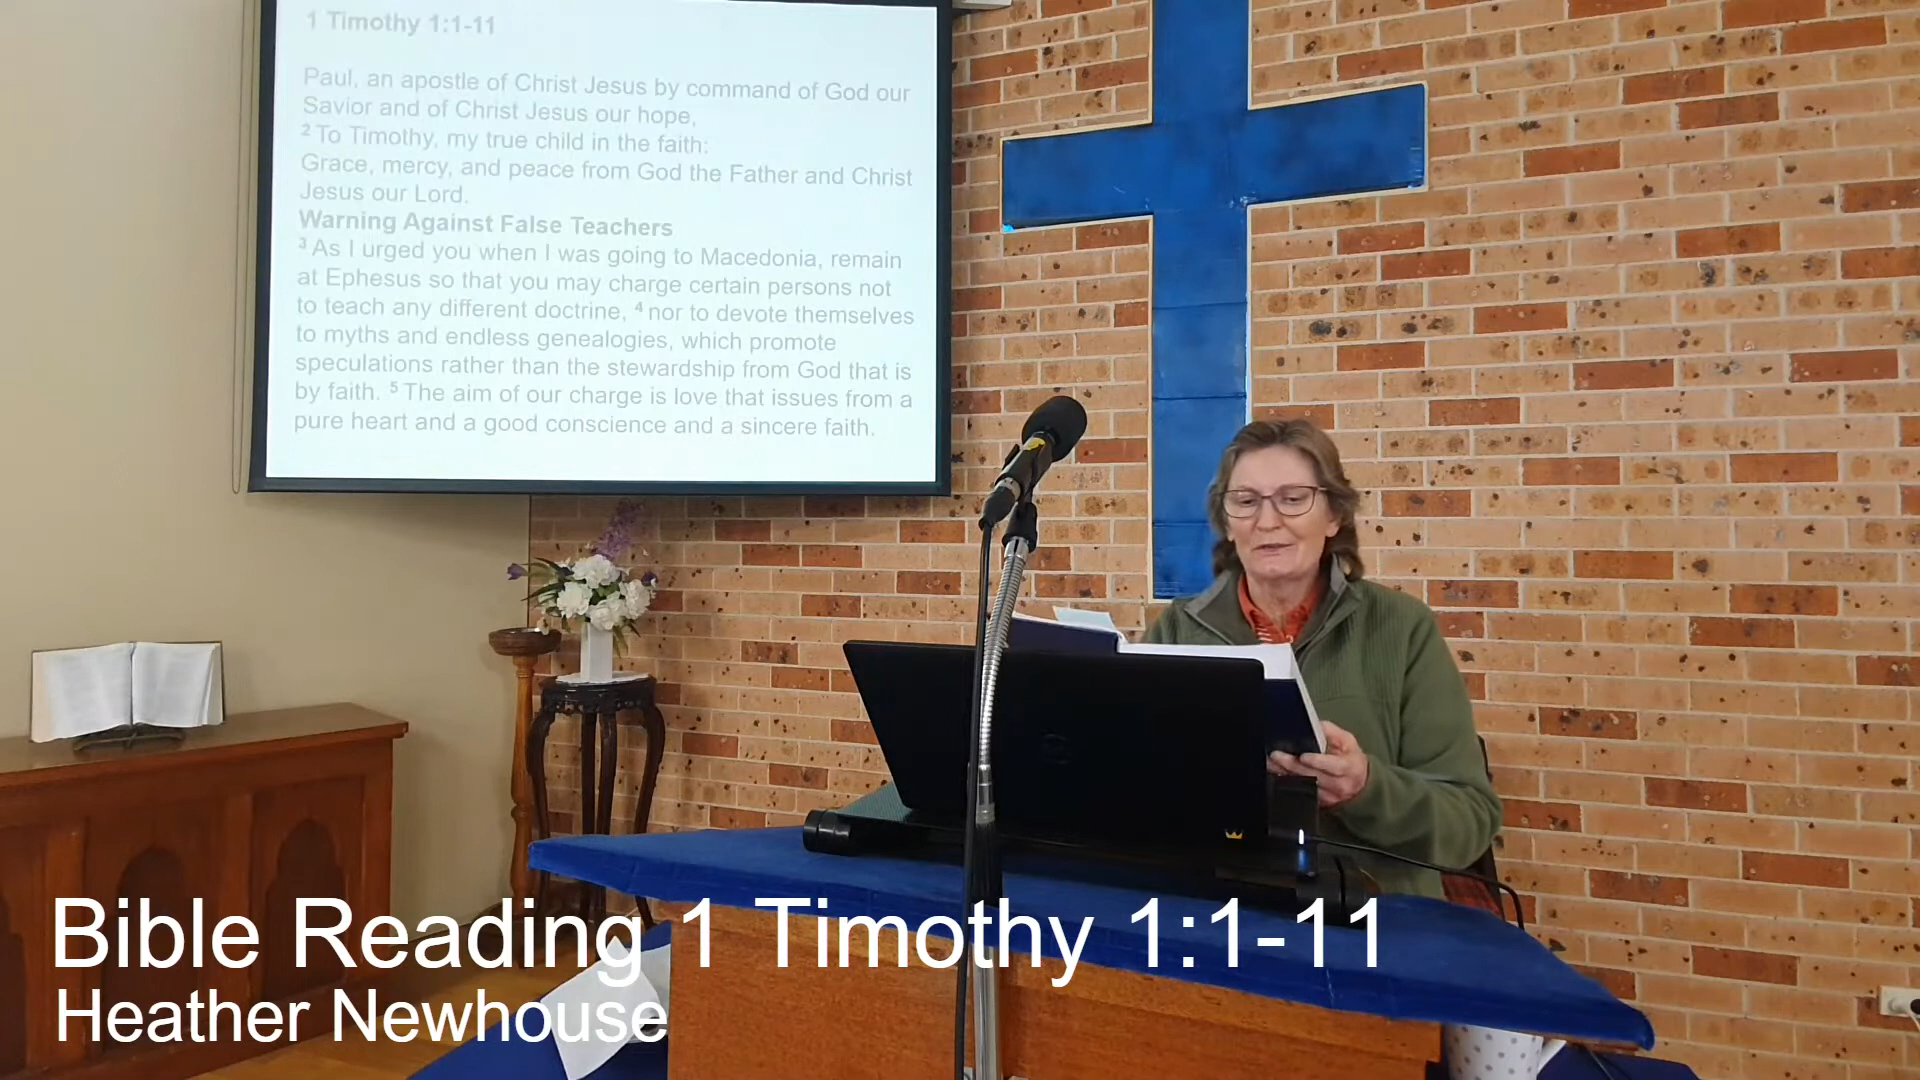 1 Timothy 1:1-11
Paul, an apostle of Christ Jesus by command of God our
Savior and of Christ Jesus our hope,
2 To Timothy, my true child in the faith:
Grace, mercy, and peace from God the Father and Christ
Jesus our Lord.
Warning Against False Teachers
3 As I urged you when I was going to Macedonia, remain
at Ephesus so that you may charge certain persons not
to teach any different doctrine, 4 nor to devote themselves
to myths and endless genealogies, which promote
speculations rather than the stewardship from God that is
by faith. 5 The aim of our charge is love that issues from a
pure heart and a good conscience and a sincere faith.
Bible Reading 1 Timothy 1:1-11
Heather Newhouse